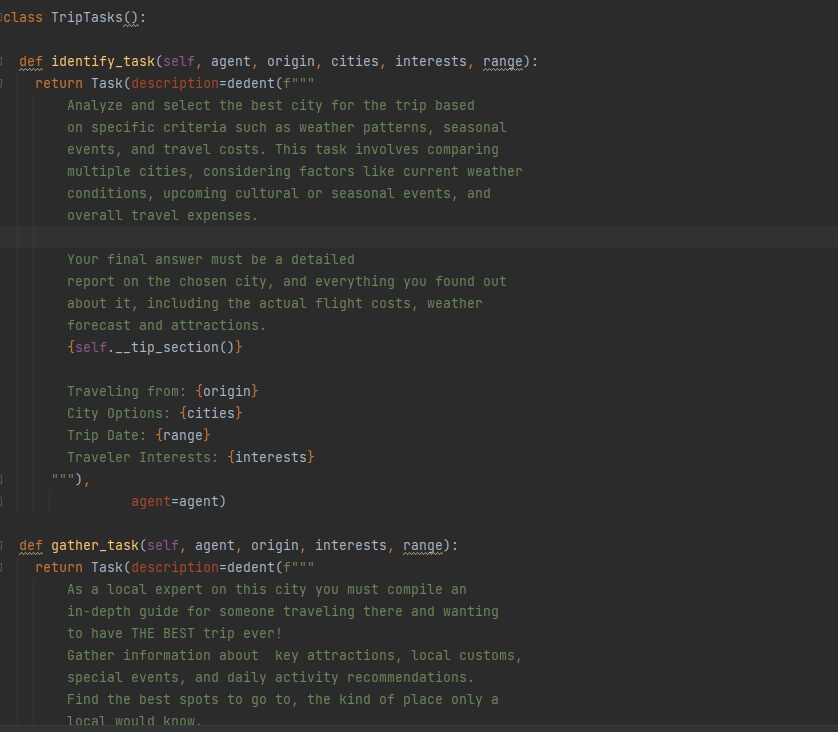 class TripTasks():
def identify_task(self, agent, origin, cities, interests, range):
return Task(description=dedent(f"""
Analyze and select the best city for the trip based
on specific criteria such as weather patterns, seasonal
events, and travel costs. This task involves comparing
multiple cities, considering factors like current weather
conditions, upcoming cultural or seasonal events, and
overall travel expenses.
Your final answer must be a detailed
report on the chosen city, and everything you found out
about it, including the actual flight costs, weather
forecast and attractions.
{self.__tip_section()}
Traveling from: {origin}
City Options: {cities}
Trip Date: {range}
Traveler Interests: {interests}
"""),
agent=agent)
def gather_task(self, agent, origin, interests, range):
return Task(description=dedent(f"""
As a local expert on this city you must compile an
in-depth guide for someone traveling there and wanting
to have THE BEST trip ever!
Gather information about  key attractions, local customs,
special events, and daily activity recommendations.
Find the best spots to go to, the kind of place only a
local would know.